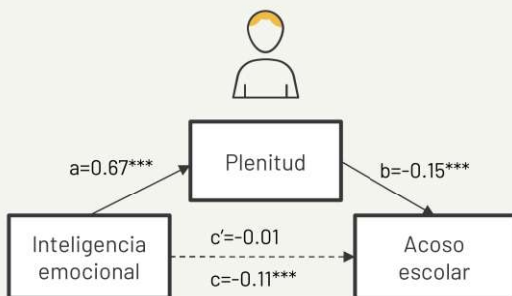 Plenitud
a=0.67***
b=-0.15***
Inteligencia
emocional
c'=-0.01
c=-0.11***
Acoso
escolar